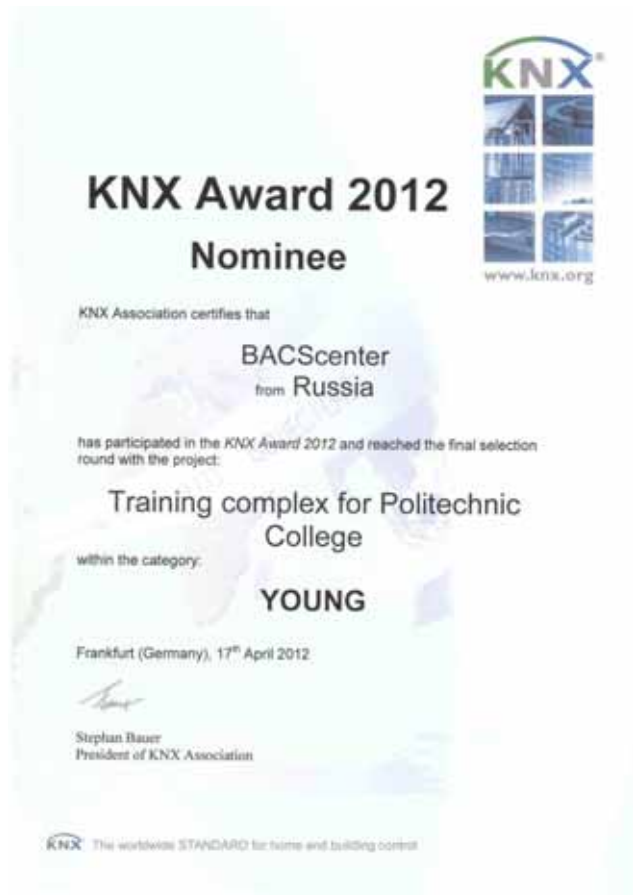 KNX®
www.knx.org
KNX Award 2012
Nominee
KNX Association certifies that
BACScenter
from Russia
has participated in the KNX Award 2012 and reached the final selection
round with the project:
Training complex for Politechnic
College
within the category:
YOUNG
Frankfurt (Germany), 17th April 2012
Stephan Bauer
President of KNX Association
KNX The worldwide STANDARD for home and building control